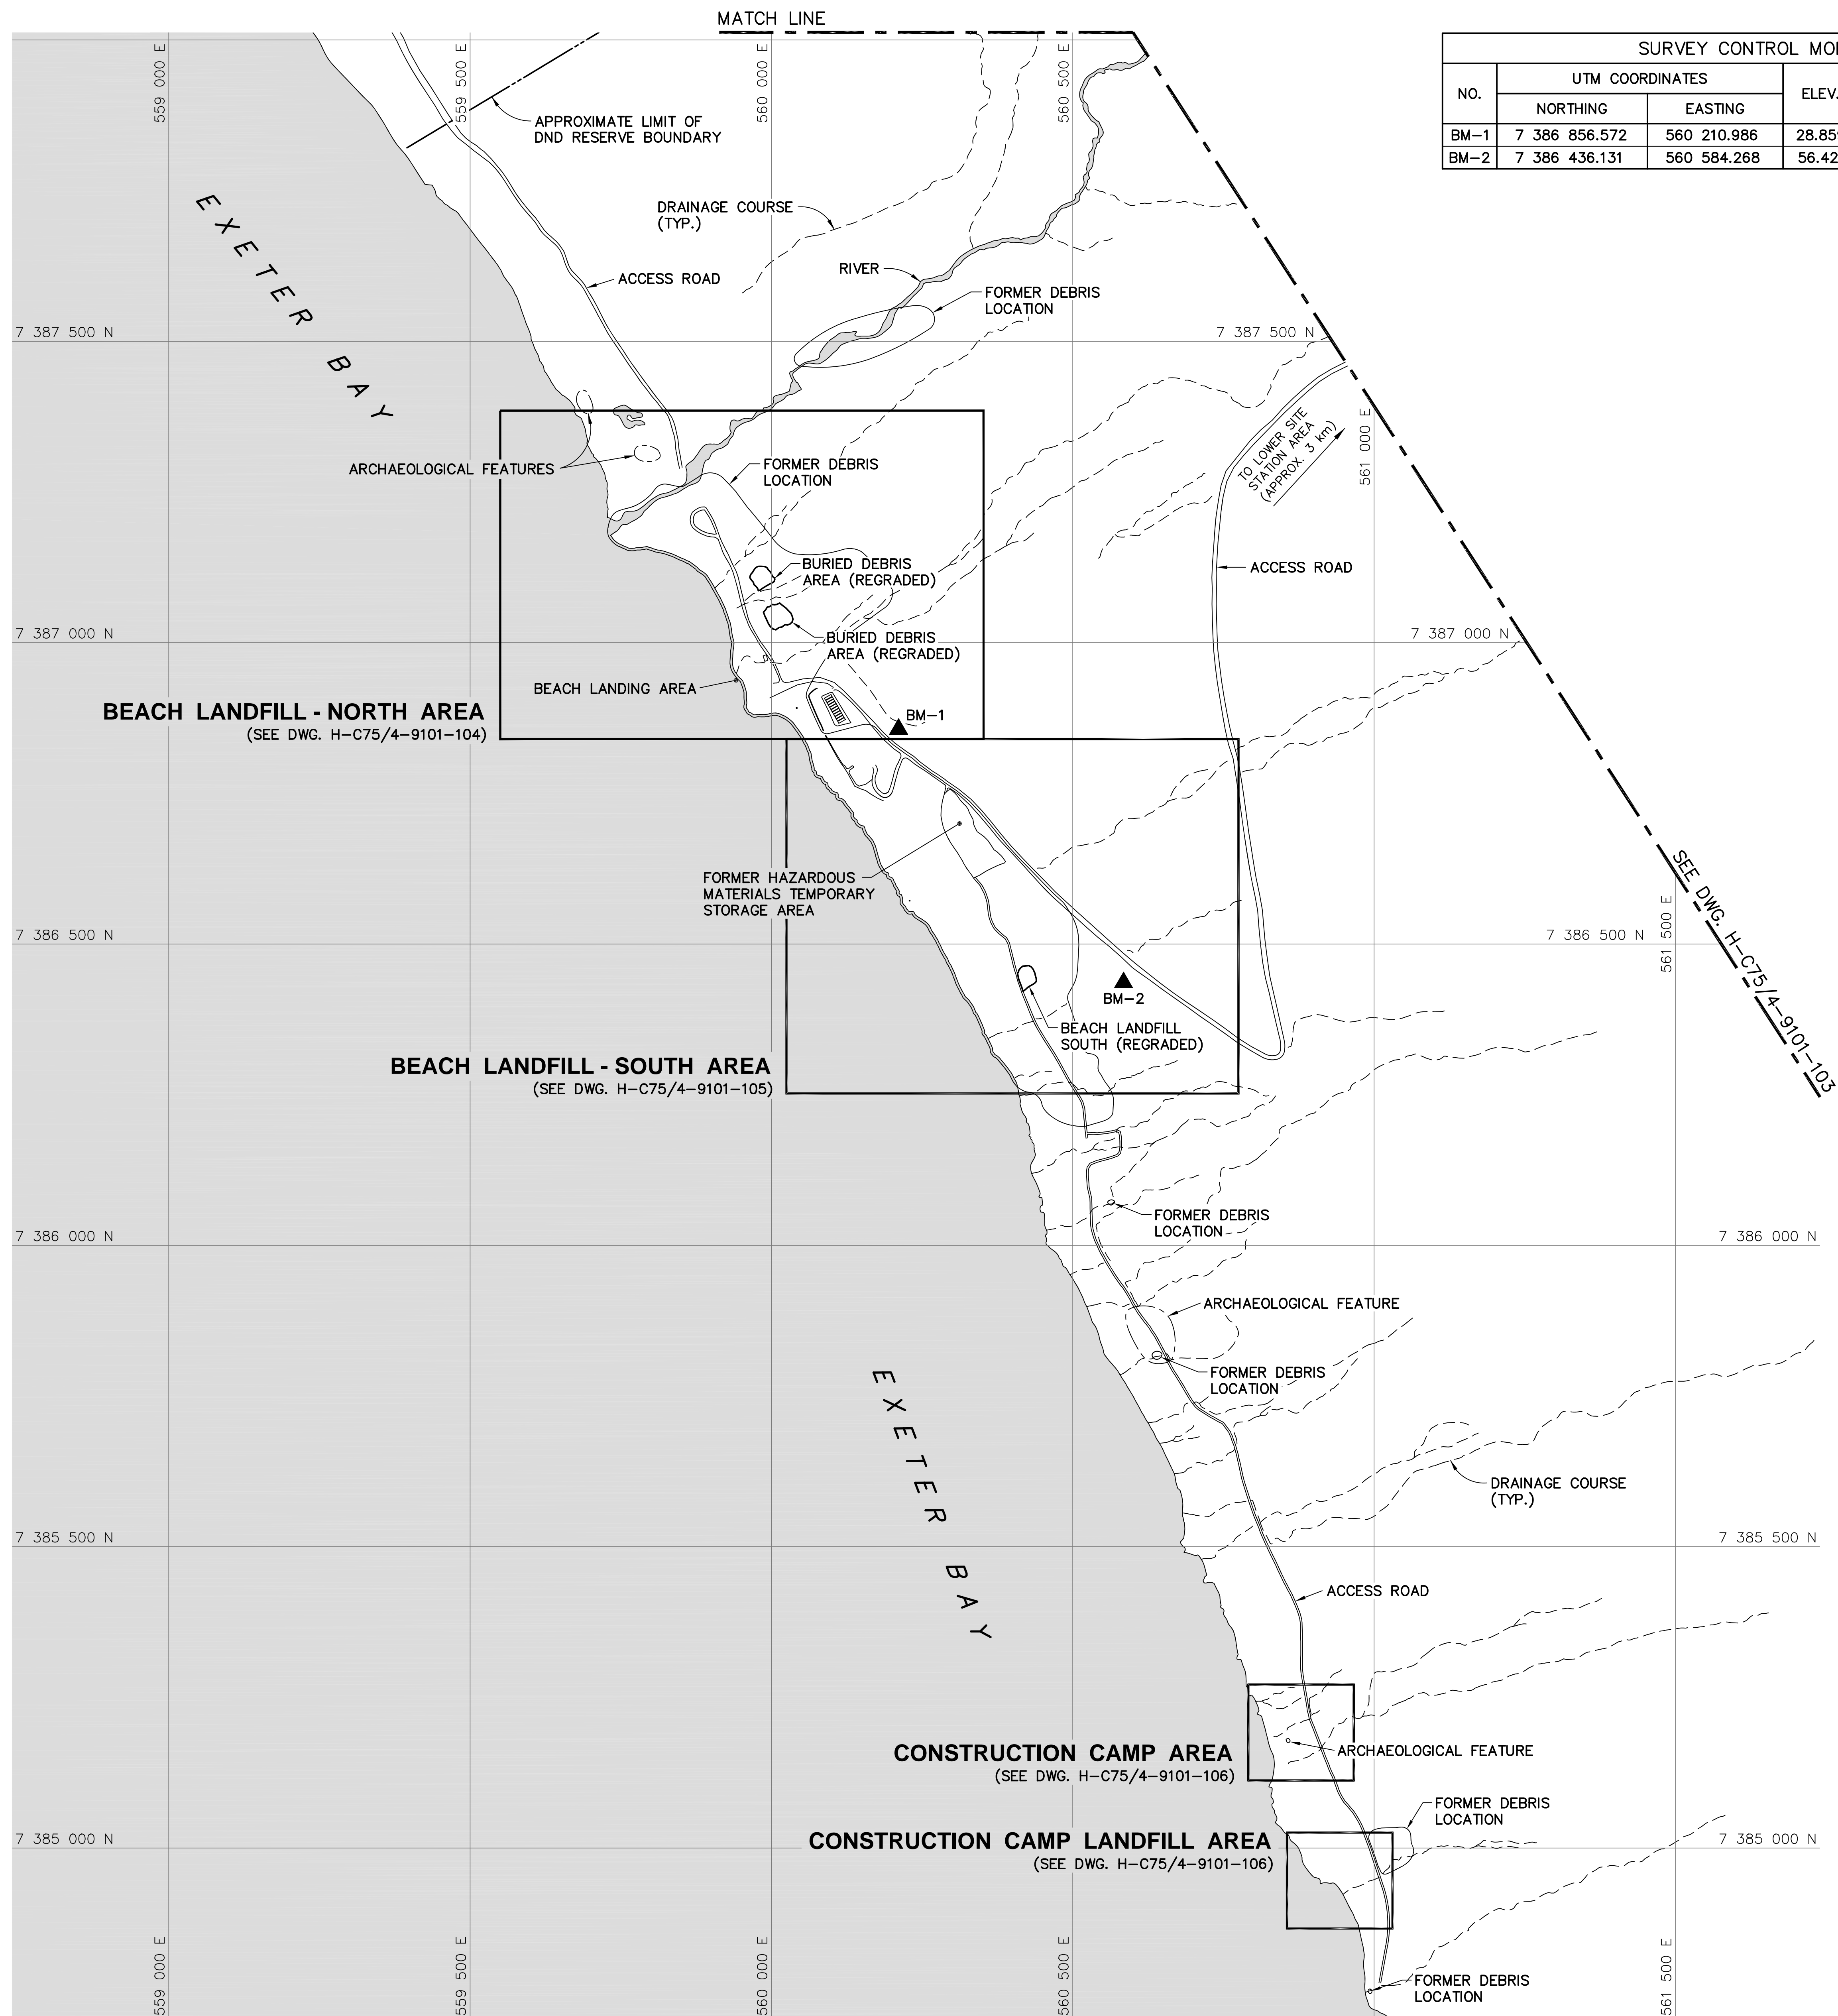 MATCH LINE
559 000 E
559 500 E
560 000 E
560 500 E
SURVEY CONTROL
NO.
UTM COORDINATES
ELEV.
NORTHING
EASTING
BM-1
7 386 856.572
560 210.986
BM-2
7 386 436.131
560 584.268
APPROXIMATE LIMIT OF
DND RESERVE BOUNDARY
EXETER BAY
DRAINAGE COURSE
(TYP.)
ACCESS ROAD
RIVER
FORMER DEBRIS
LOCATION
7 387 500 N
7 387 500 N
TO LOWER SITE
STATION AREA
(APPROX. 3 km)
561 000 E
ARCHAEOLOGICAL FEATURES
FORMER DEBRIS
LOCATION
BURIED DEBRIS
AREA (REGRADED)
ACCESS ROAD
7 387 000 N
BURIED DEBRIS
AREA (REGRADED)
7 387 000 N
BEACH LANDING AREA
BEACH LANDFILL - NORTH AREA
(SEE DWG. H-C75/4-9101-104)
BM-1
FORMER HAZARDOUS
MATERIALS TEMPORARY
STORAGE AREA
SEE DWG. H-C75/4-9101-103
561 500 E
7 386 500 N
7 386 500 N
BM-2
BEACH LANDFILL
SOUTH (REGRADED)
BEACH LANDFILL - SOUTH AREA
(SEE DWG. H-C75/4-9101-105)
FORMER DEBRIS
LOCATION
7 386 000 N
7 386 000 N
ARCHAEOLOGICAL FEATURE
FORMER DEBRIS
LOCATION
EXETER BAY
DRAINAGE COURSE
(TYP.)
7 385 500 N
7 385 500 N
ACCESS ROAD
CONSTRUCTION CAMP AREA
(SEE DWG. H-C75/4-9101-106)
ARCHAEOLOGICAL FEATURE
FORMER DEBRIS
LOCATION
7 385 000 N
CONSTRUCTION CAMP LANDFILL AREA
(SEE DWG. H-C75/4-9101-106)
7 385 000 N
559 000 E
559 500 E
560 000 E
560 500 E
561 500 E
FORMER DEBRIS
LOCATION